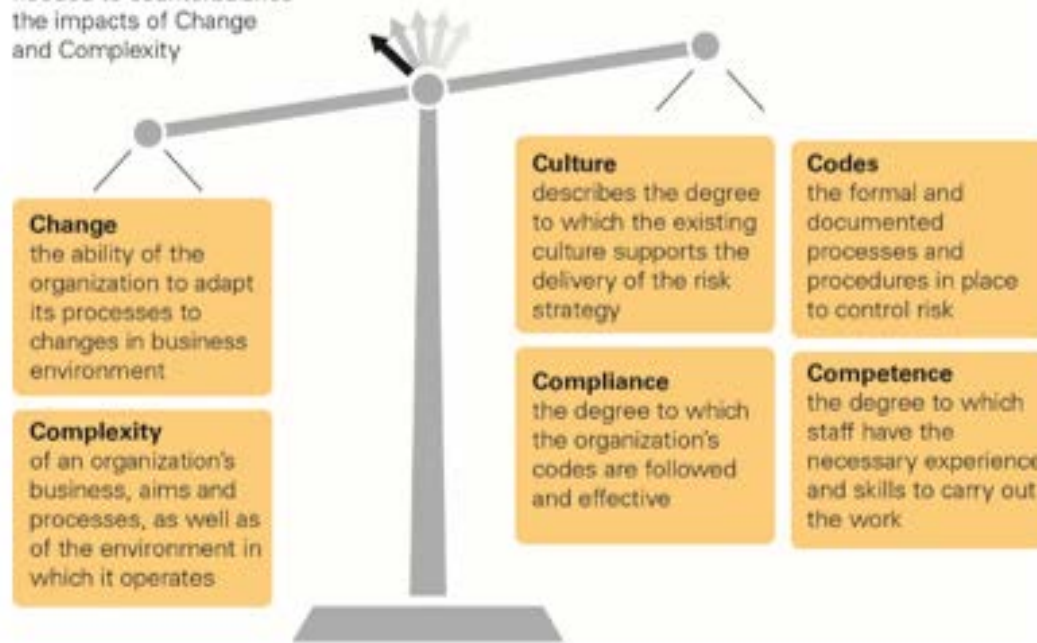 the impacts of Change
and Complexity
Change
the ability of the
organization to adapt
its processes to
changes in business
environment
Complexity
of an organization's
business, aims and
processes, as well as
of the environment in
which it operates
Culture
describes the degree
to which the existing
culture supports the
delivery of the risk
strategy
Compliance
the degree to which
the organization's
codes are followed
and effective
Codes
the formal and
documented
processes and
procedures in place
to control risk
Competence
the degree to which
staff have the
necessary experience
and skills to carry out
the work